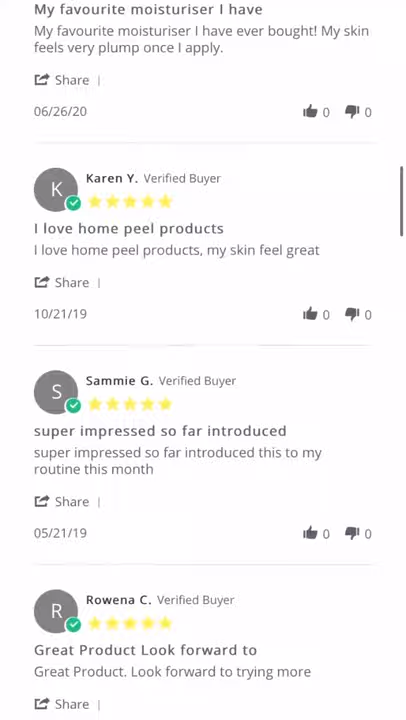 My favourite moisturiser I have
My favourite moisturiser I have ever bought! My skin
feels very plump once I apply.
Share |
06/26/20 0 0
K Karen Y. Verified Buyer
I love home peel products
I love home peel products, my skin feel great
Share |
10/21/19 0 0
S Sammie G. Verified Buyer
super impressed so far introduced
super impressed so far introduced this to my
routine this month
Share |
05/21/19 0 0
R Rowena C. Verified Buyer
Great Product Look forward to
Great Product. Look forward to trying more
Share |